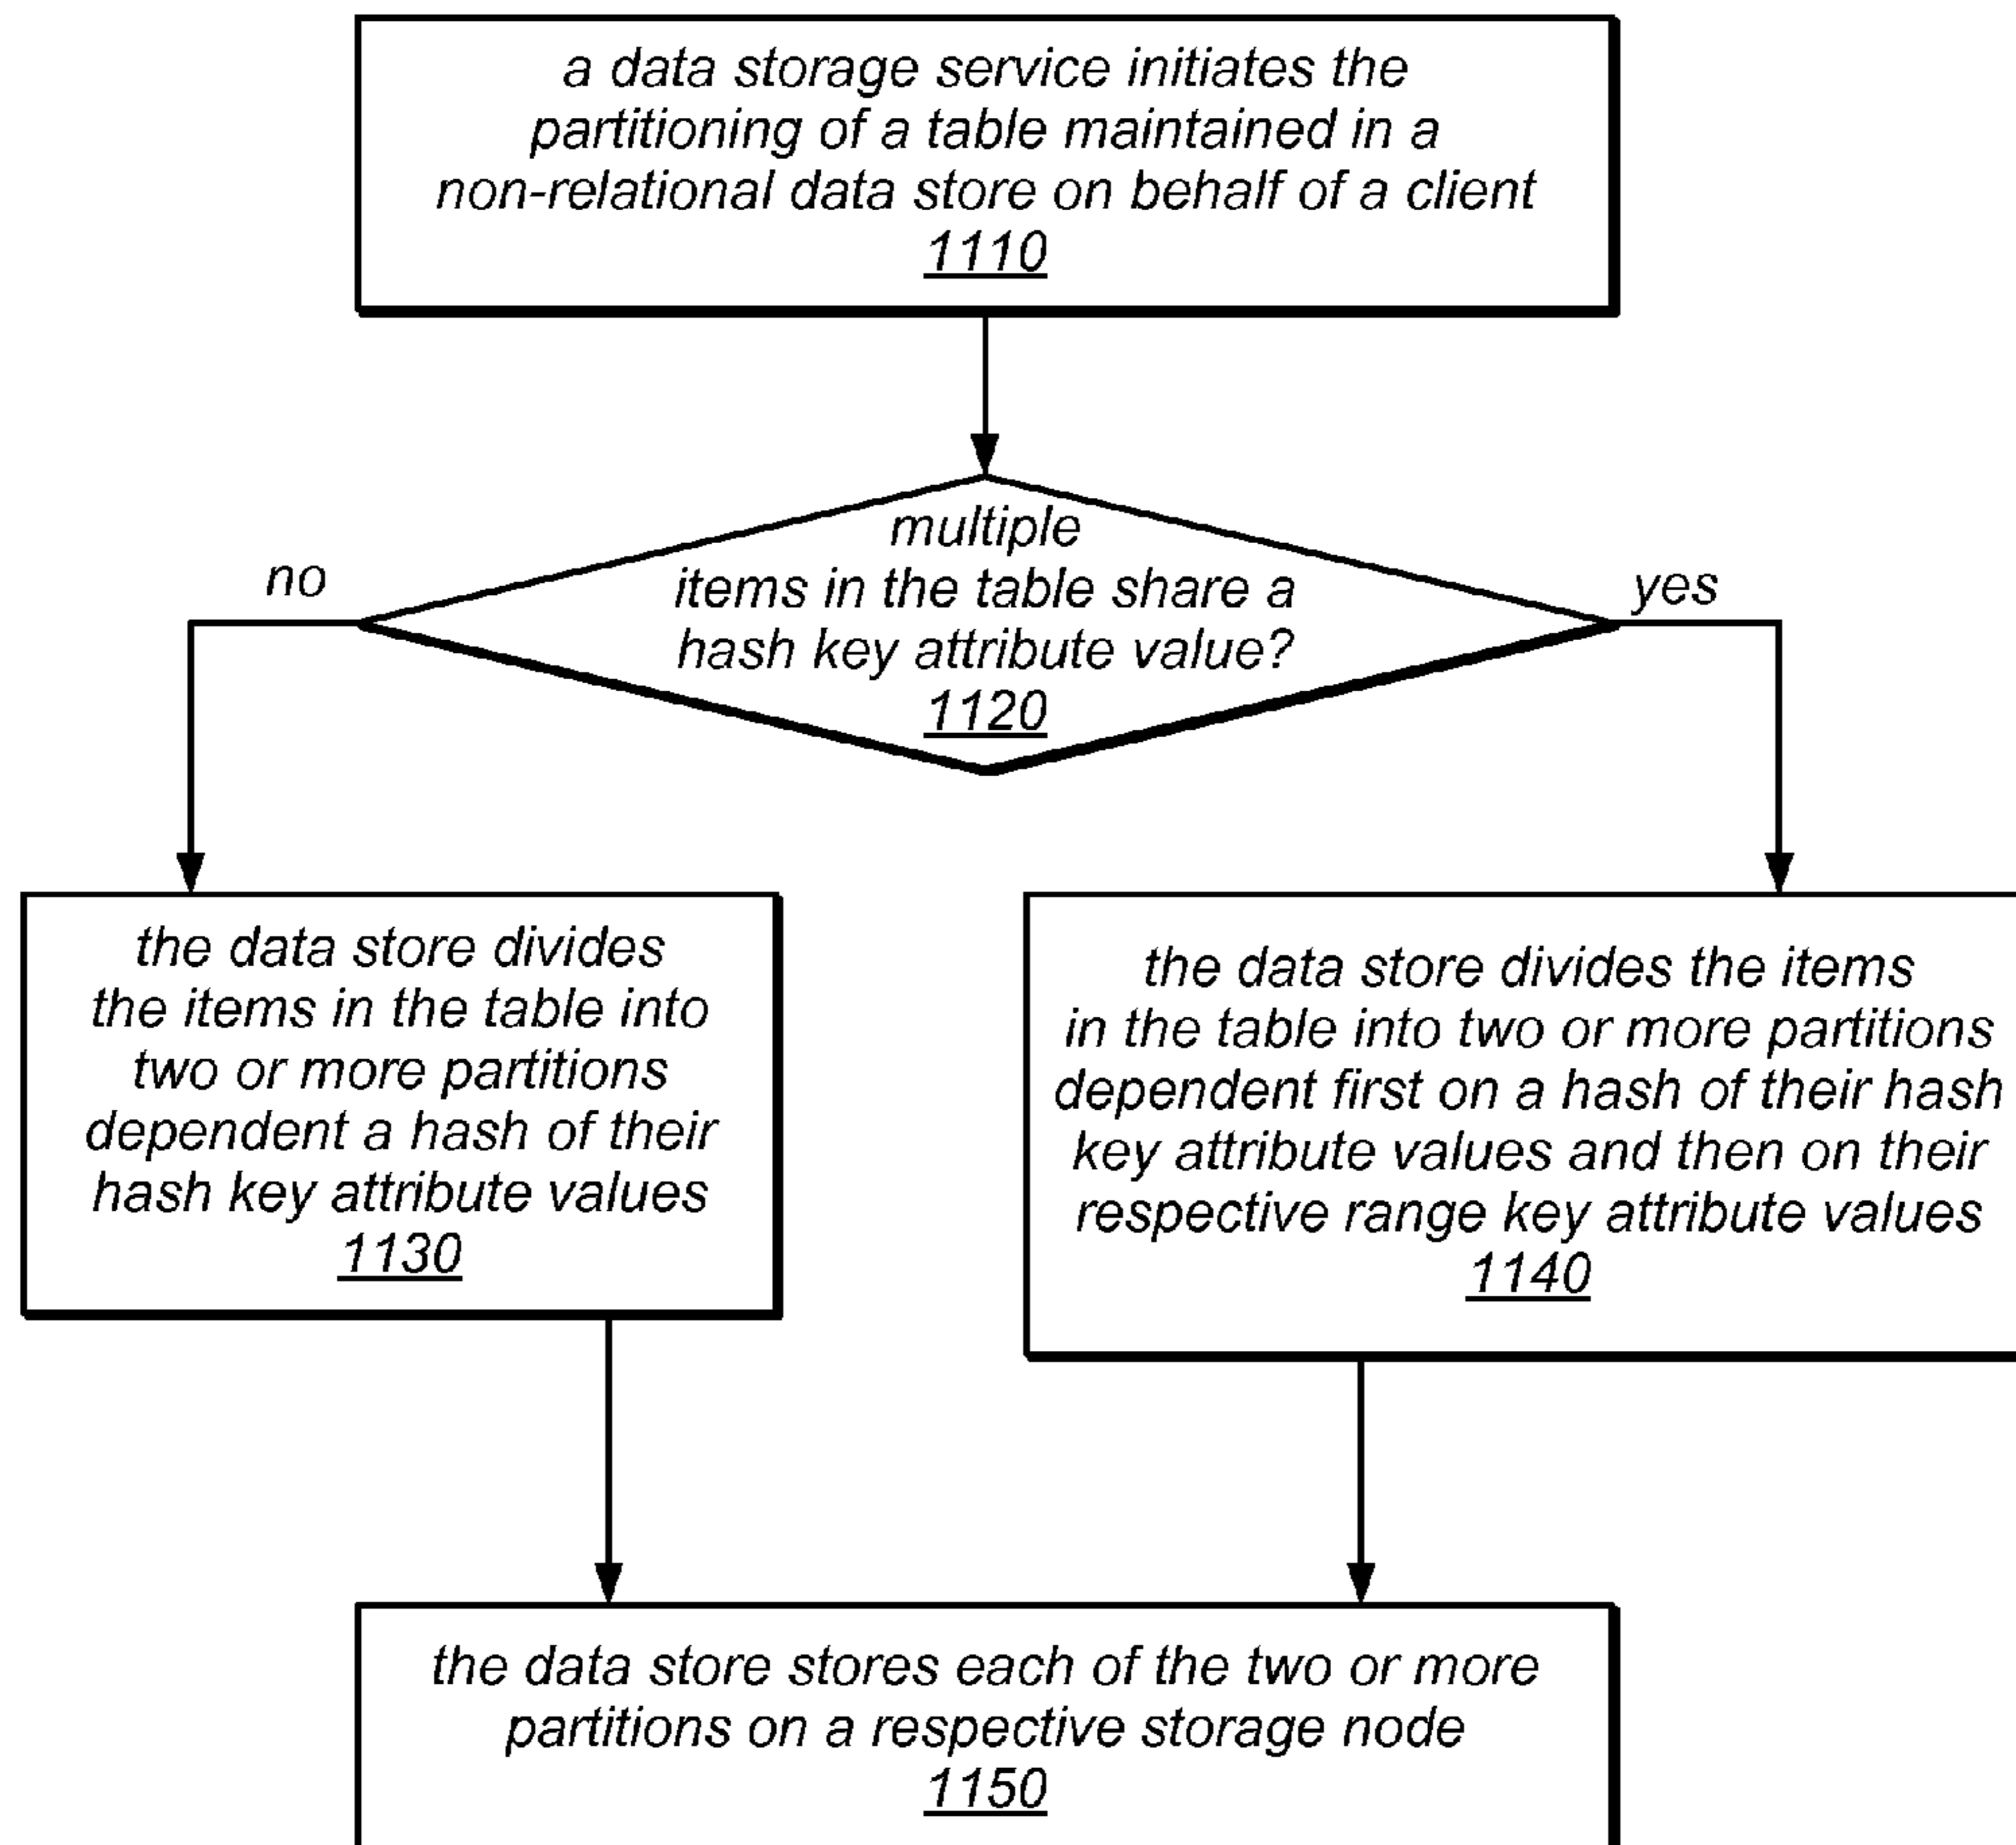 a data storage service initiates the
partitioning of a table maintained in a
non-relational data store on behalf of a client
1110
multiple
items in the table share a
hash key attribute value?
1120
no
yes
the data store divides
the items in the table into
two or more partitions
dependent a hash of their
hash key attribute values
1130
the data store divides the items
in the table into two or more partitions
dependent first on a hash of their hash
key attribute values and then on their
respective range key attribute values
1140
the data store stores each of the two or more
partitions on a respective storage node
1150